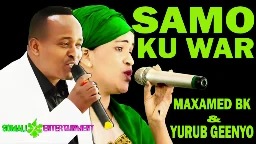 SAMO
KU WAR
MAXAMED BK
&
YURUB GEENYO
SOMALI ENTERTAINMENT